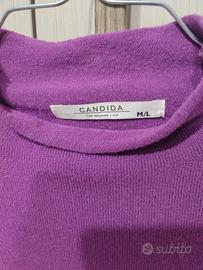 CANDIDA
THE WOMAN I AM
M/L
subito